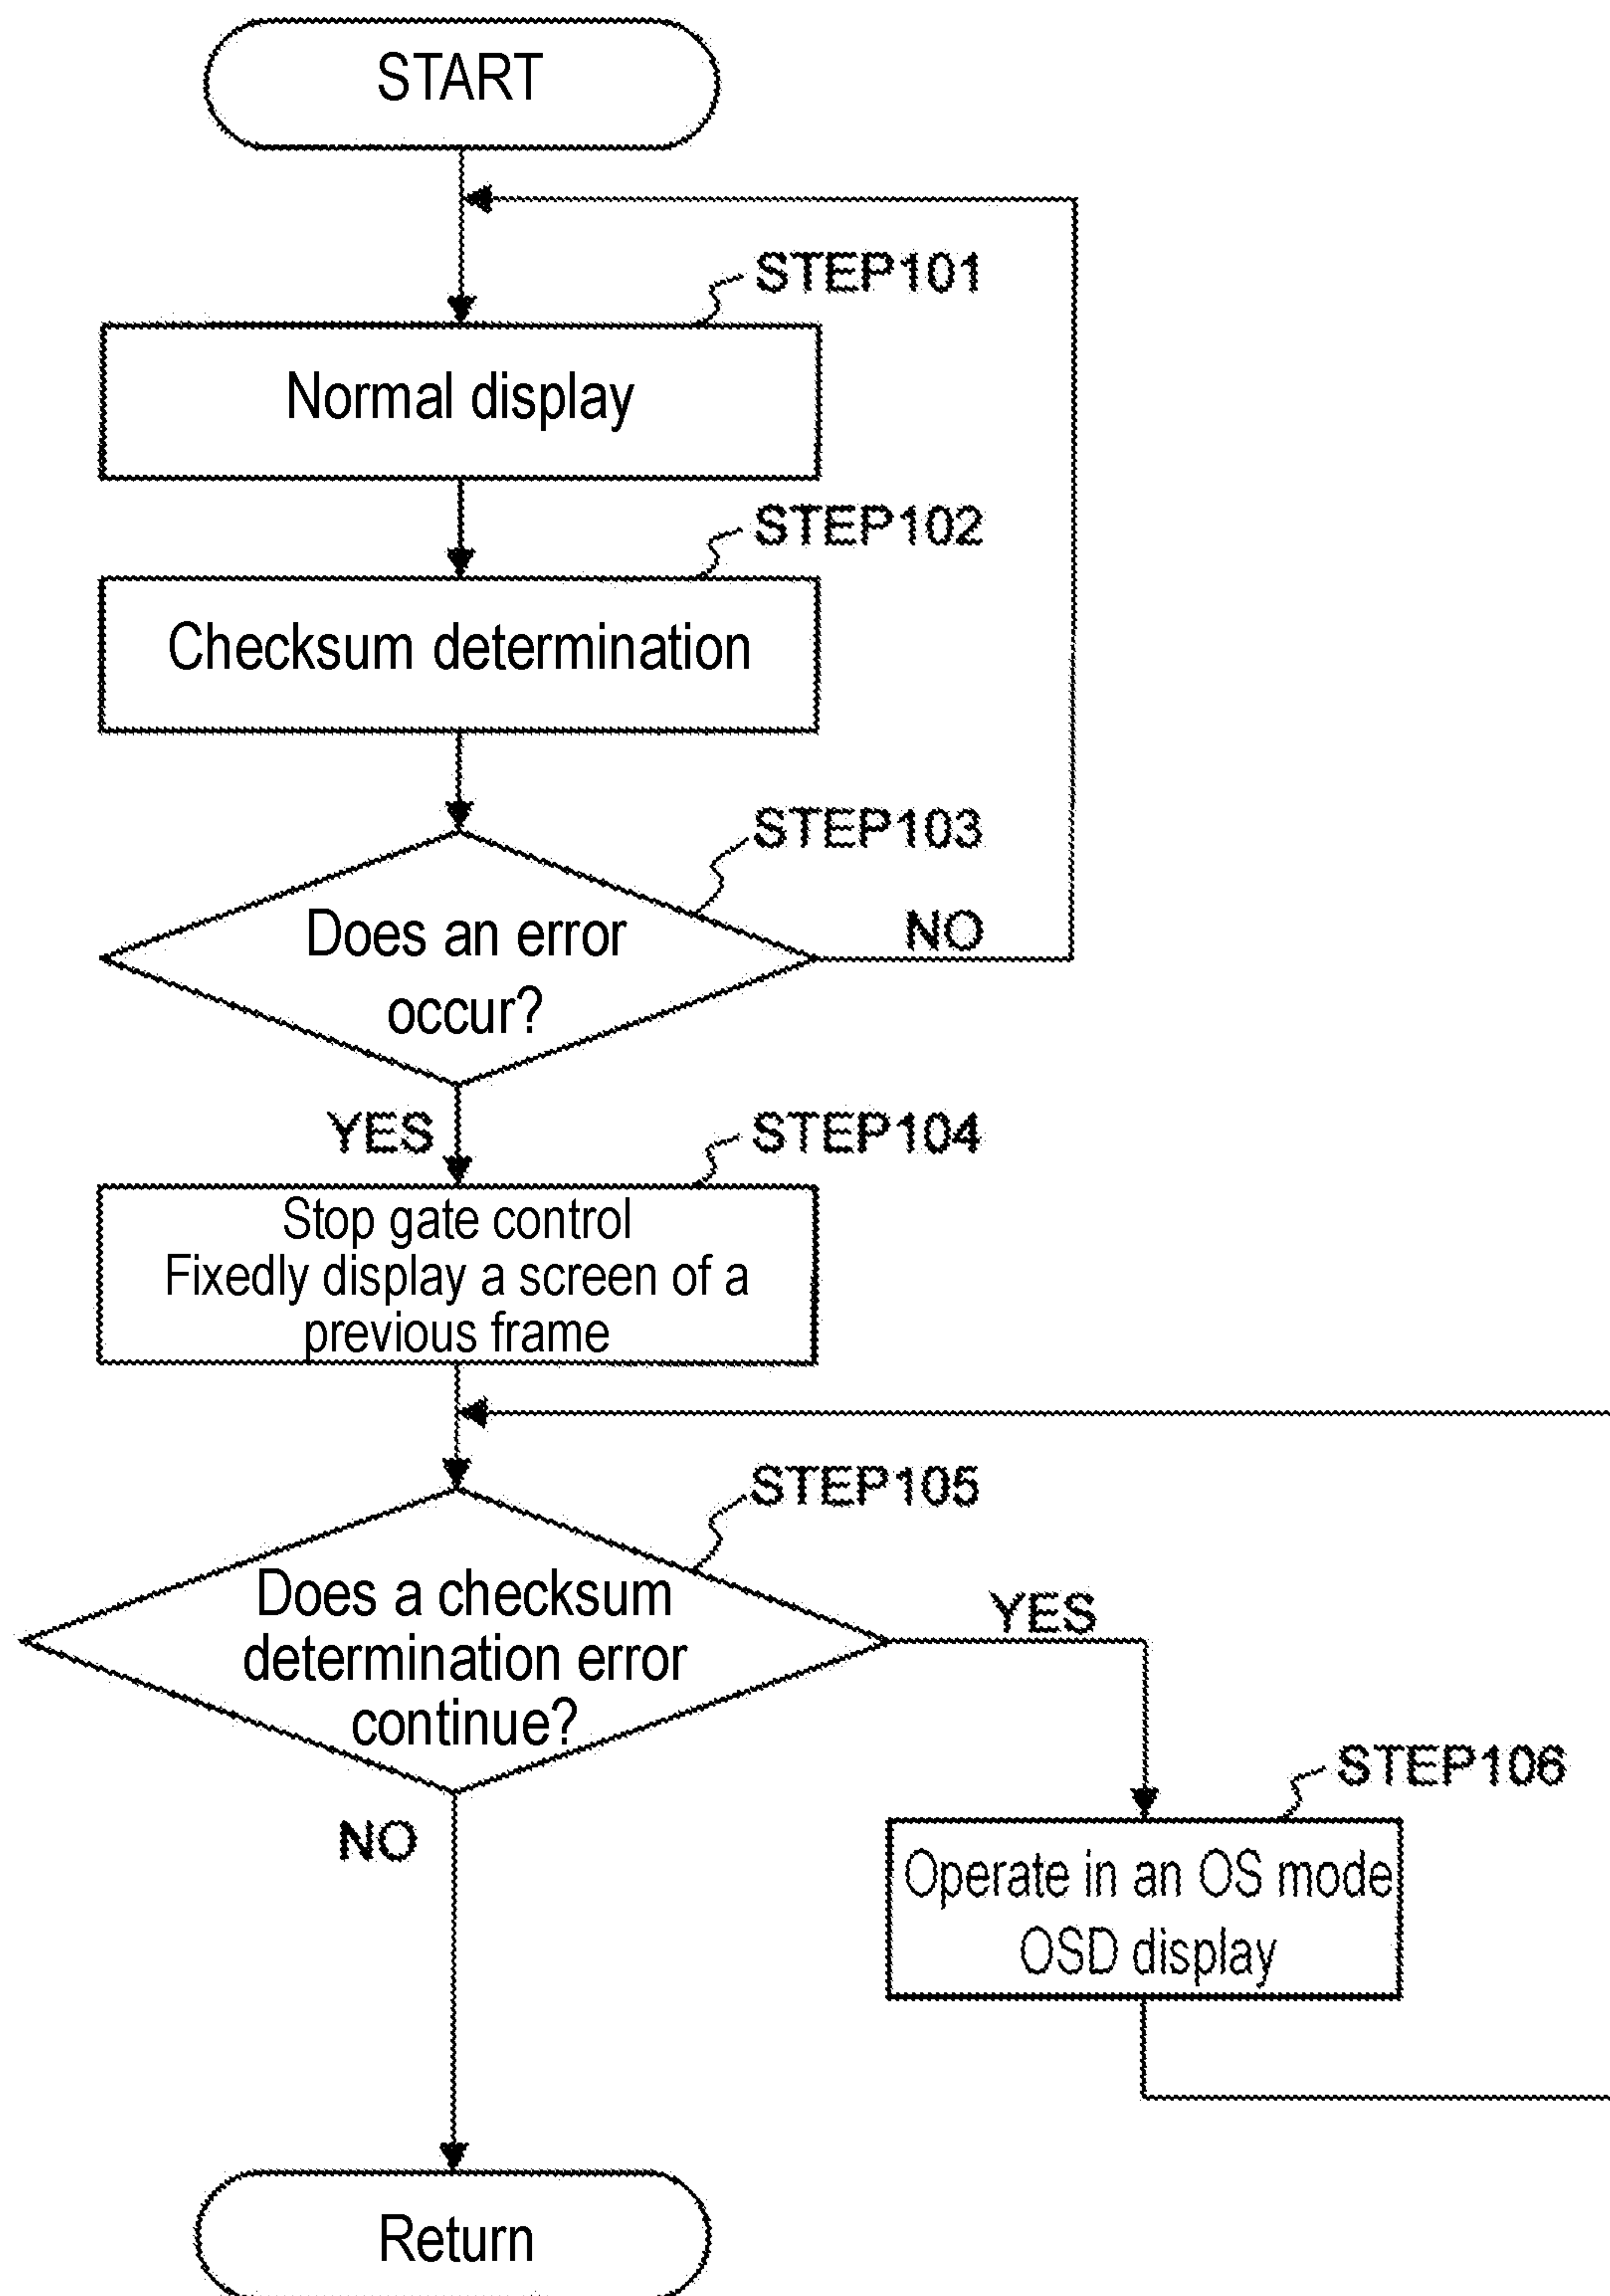 START
STEP101
Normal display
STEP102
Checksum determination
STEP103
Does an error
occur?
NO
YES
STEP104
Stop gate control
Fixedly display a screen of a
previous frame
STEP105
Does a checksum
determination error
continue?
YES
NO
STEP106
Operate in an OS mode
OSD display
Return